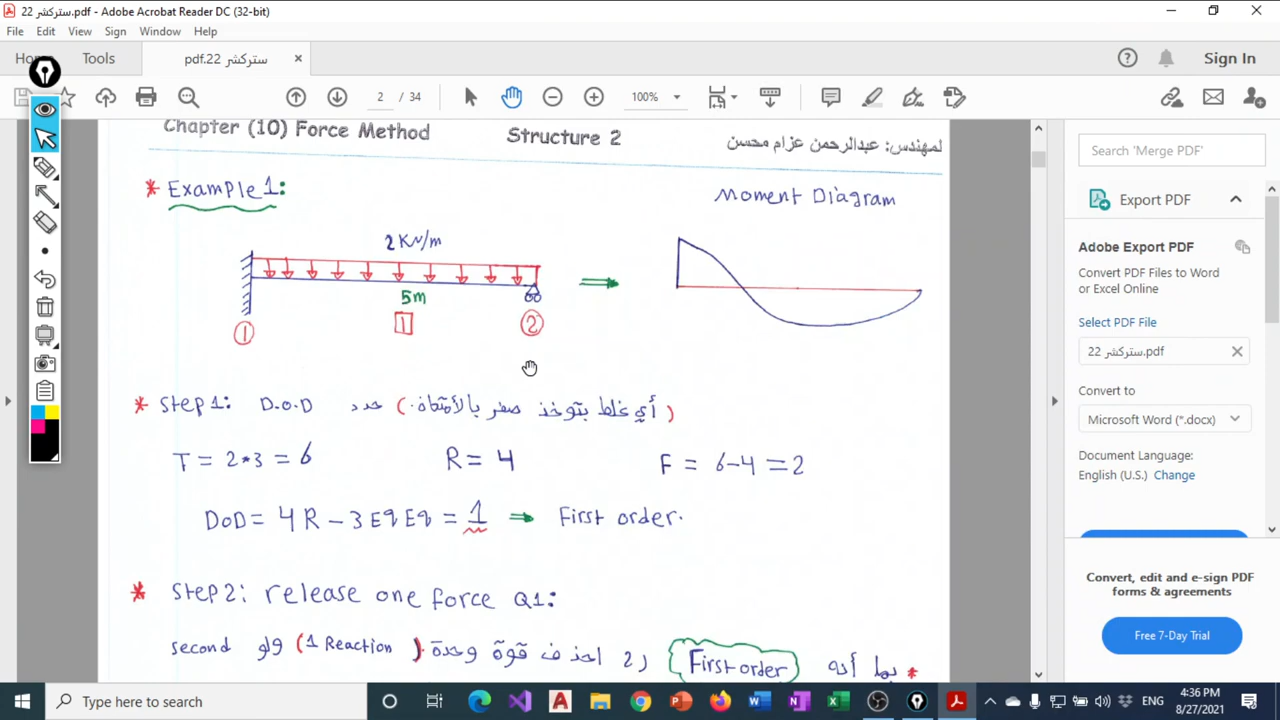 ستركشر 22.pdf - Adobe Acrobat Reader DC (32-bit)
File Edit View Sign Window Help
Tools
ستركشر 22.pdf
Sign In
2 / 34
100%
Chapter (10) Force Method Structure 2 لمهندس: عبدالرحمن عزام محسن
* Example 1:
Moment Diagram
2 KN/m
5m
1 1 2
* Step 1: D.O.D حدد (أي غلط بتوخذ صفر بالأمتحان)
T = 2*3 = 6 R = 4 F = 6-4 = 2
DoD = 4 R - 3 Eq Eq = 1 ⇒ First order.
* Step 2: release one force Q1:
* بما أنه First order رح احذف قوة وحدة (1 Reaction) ولو second
Search 'Merge PDF'
Export PDF
Adobe Export PDF
Convert PDF Files to Word
or Excel Online
Select PDF File
ستركشر 22.pdf
Convert to
Microsoft Word (*.docx)
Document Language:
English (U.S.) Change
Convert, edit and e-sign PDF
forms & agreements
Free 7-Day Trial
Type here to search
ENG
4:36 PM
8/27/2021